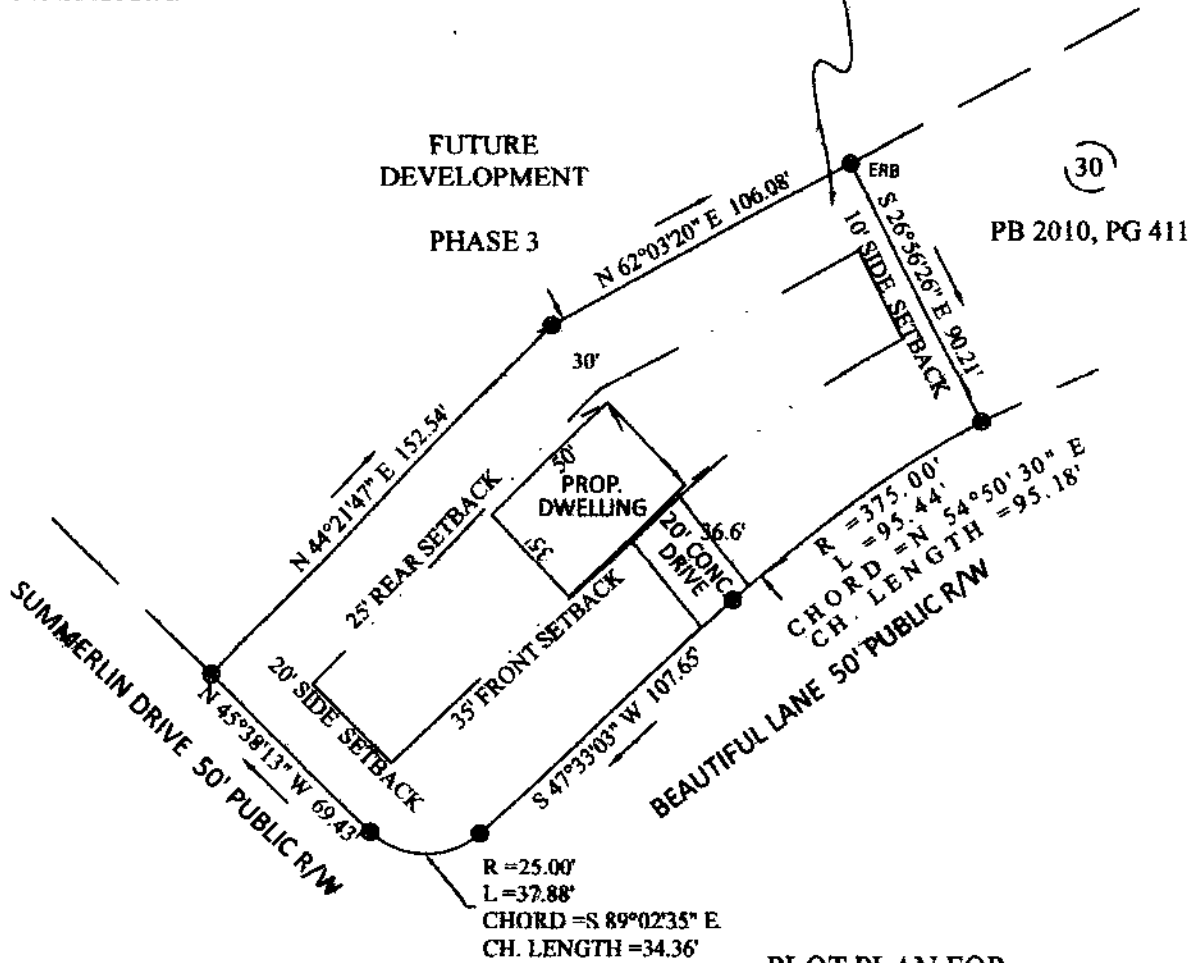 FUTURE
DEVELOPMENT
PHASE 3
ERB
30
PB 2010, PG 411
N 62°03'20" E 106.08'
S 26°36'26" E 90.21'
10' SIDE SETBACK
30'
N 44°21'47" E 152.54'
50'
PROP.
DWELLING
35'
25' REAR SETBACK
36.6'
20' CONC
DRIVE
R =375.00'
L =95.44'
CHORD =N 54°50'30" E
CH. LENGTH =95.18'
35' FRONT SETBACK
20' SIDE SETBACK
SUMMERLIN DRIVE 50' PUBLIC R/W
N 45°38'13" W 69.43'
S 47°33'03" W 107.65'
BEAUTIFUL LANE 50' PUBLIC R/W
R =25.00'
L =37.88'
CHORD =S 89°02'35" E
CH. LENGTH =34.36'
PLOT PLAN FOR